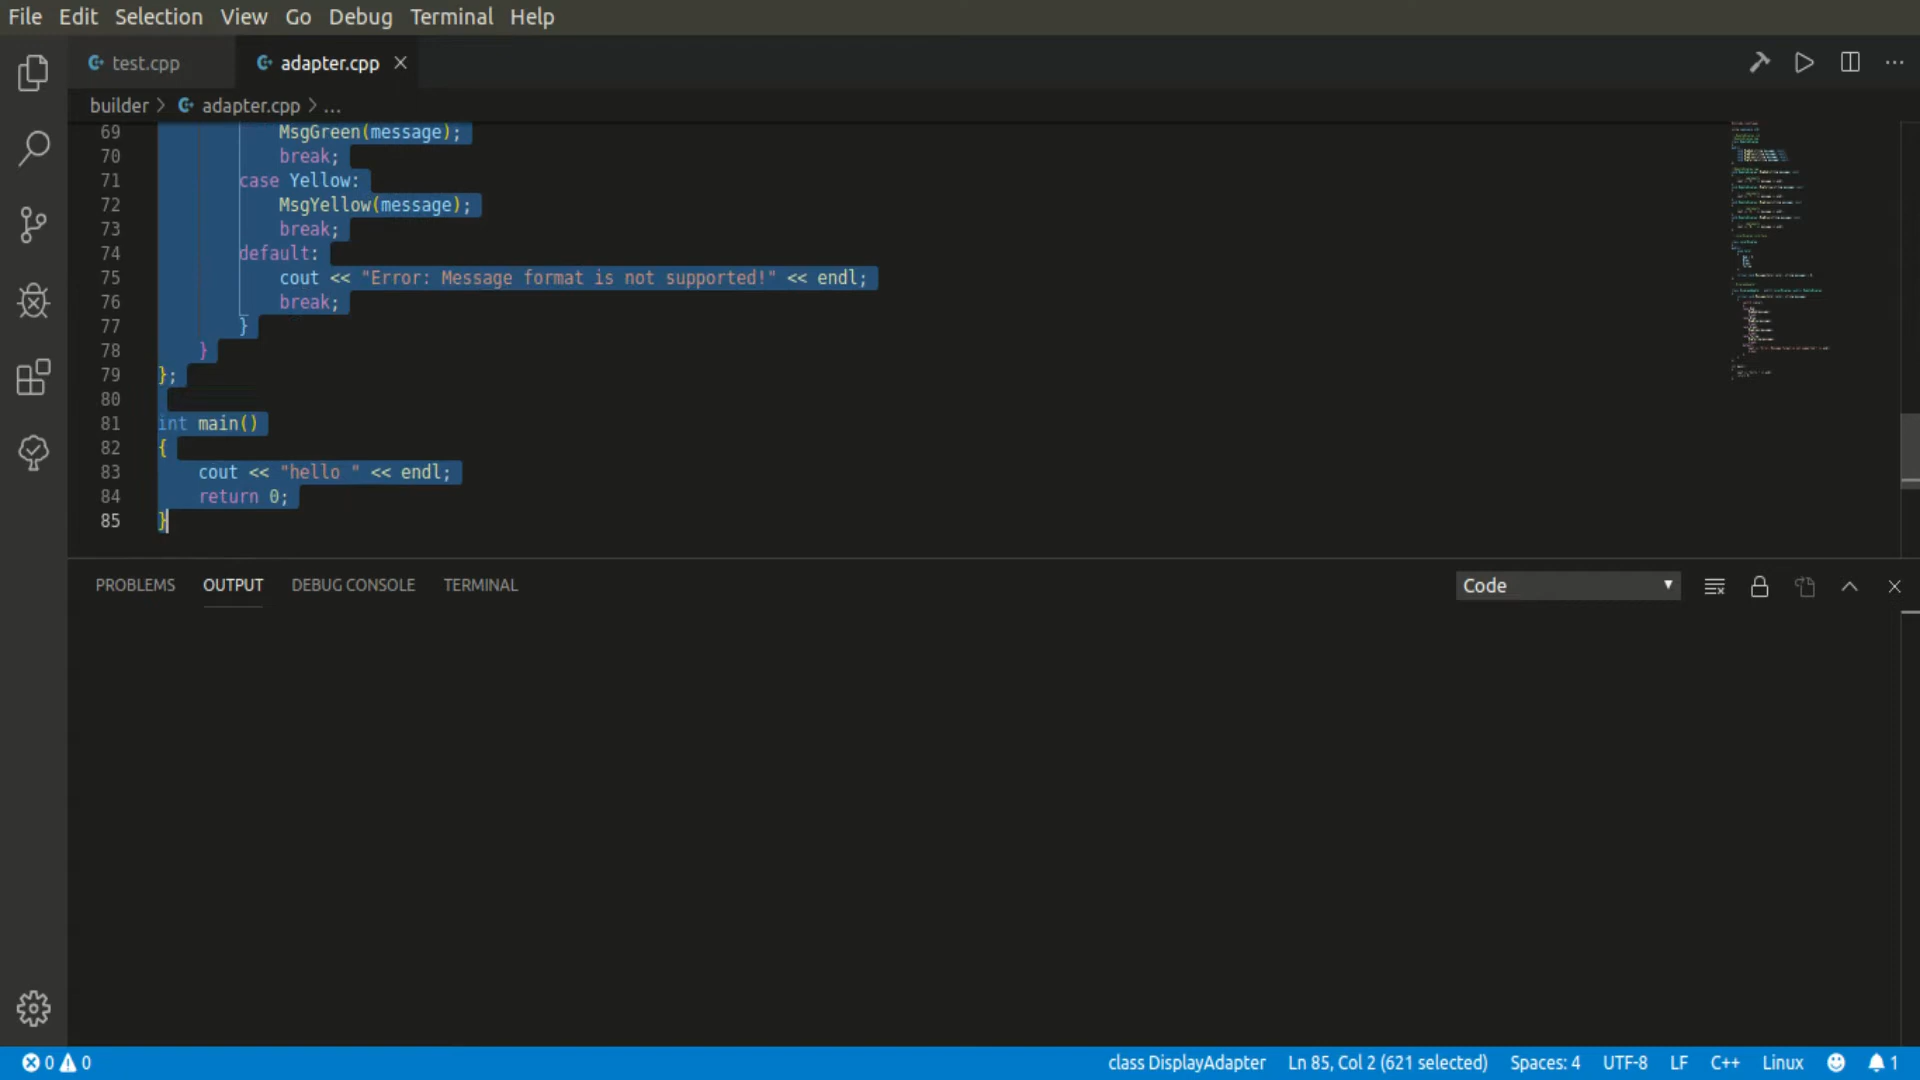 File Edit Selection View Go Debug Terminal Help
test.cpp adapter.cpp
builder > adapter.cpp > ...
69 MsgGreen(message);
70 break;
71 case Yellow:
72 MsgYellow(message);
73 break;
74 default:
75 cout << "Error: Message format is not supported!" << endl;
76 break;
77 }
78 }
79 };
80
81 int main()
82 {
83 cout << "hello " << endl;
84 return 0;
85 }
PROBLEMS OUTPUT DEBUG CONSOLE TERMINAL Code
0 0 class DisplayAdapter Ln 85, Col 2 (621 selected) Spaces: 4 UTF-8 LF C++ Linux 1